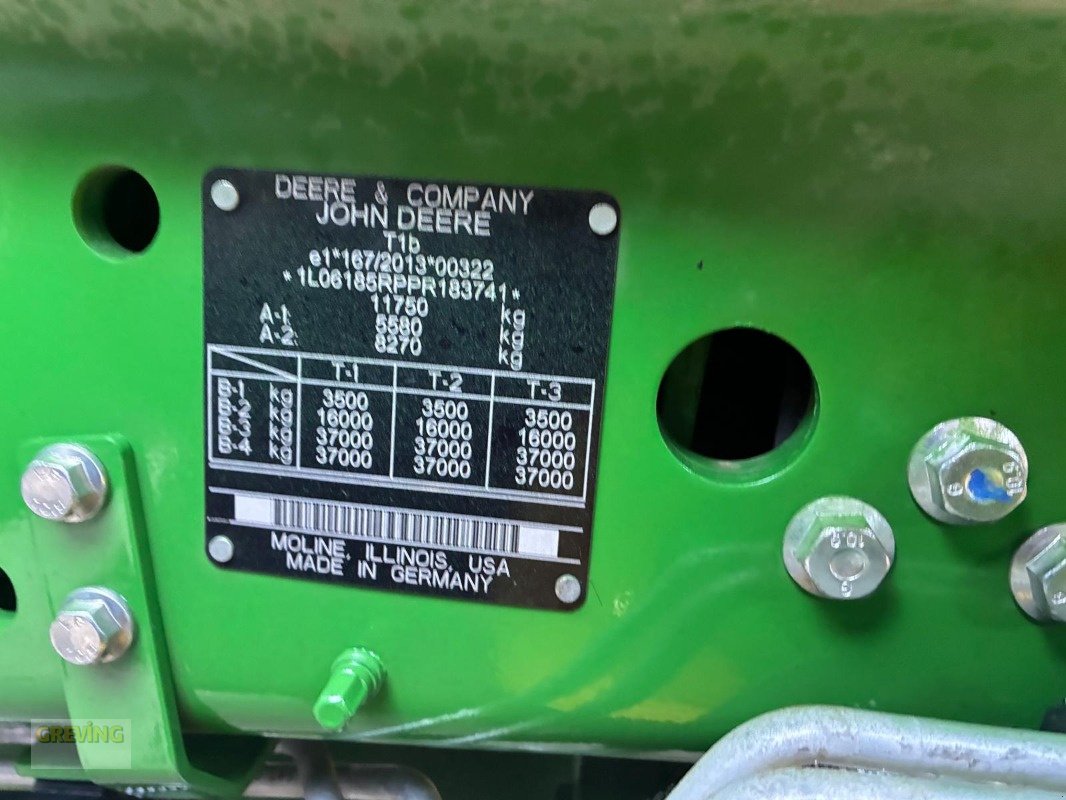 DEERE & COMPANY
JOHN DEERE
T1b
e1*167/2013*00322
*1L06185RPPR183741*
11750 kg
A-1: 5580 kg
A-2: 8270 kg
T-1 T-2 T-3
B-1 kg 3500 3500 3500
B-2 kg 16000 16000 16000
B-3 kg 37000 37000 37000
B-4 kg 37000 37000 37000
MOLINE, ILLINOIS, USA
MADE IN GERMANY
10.9
GREVING